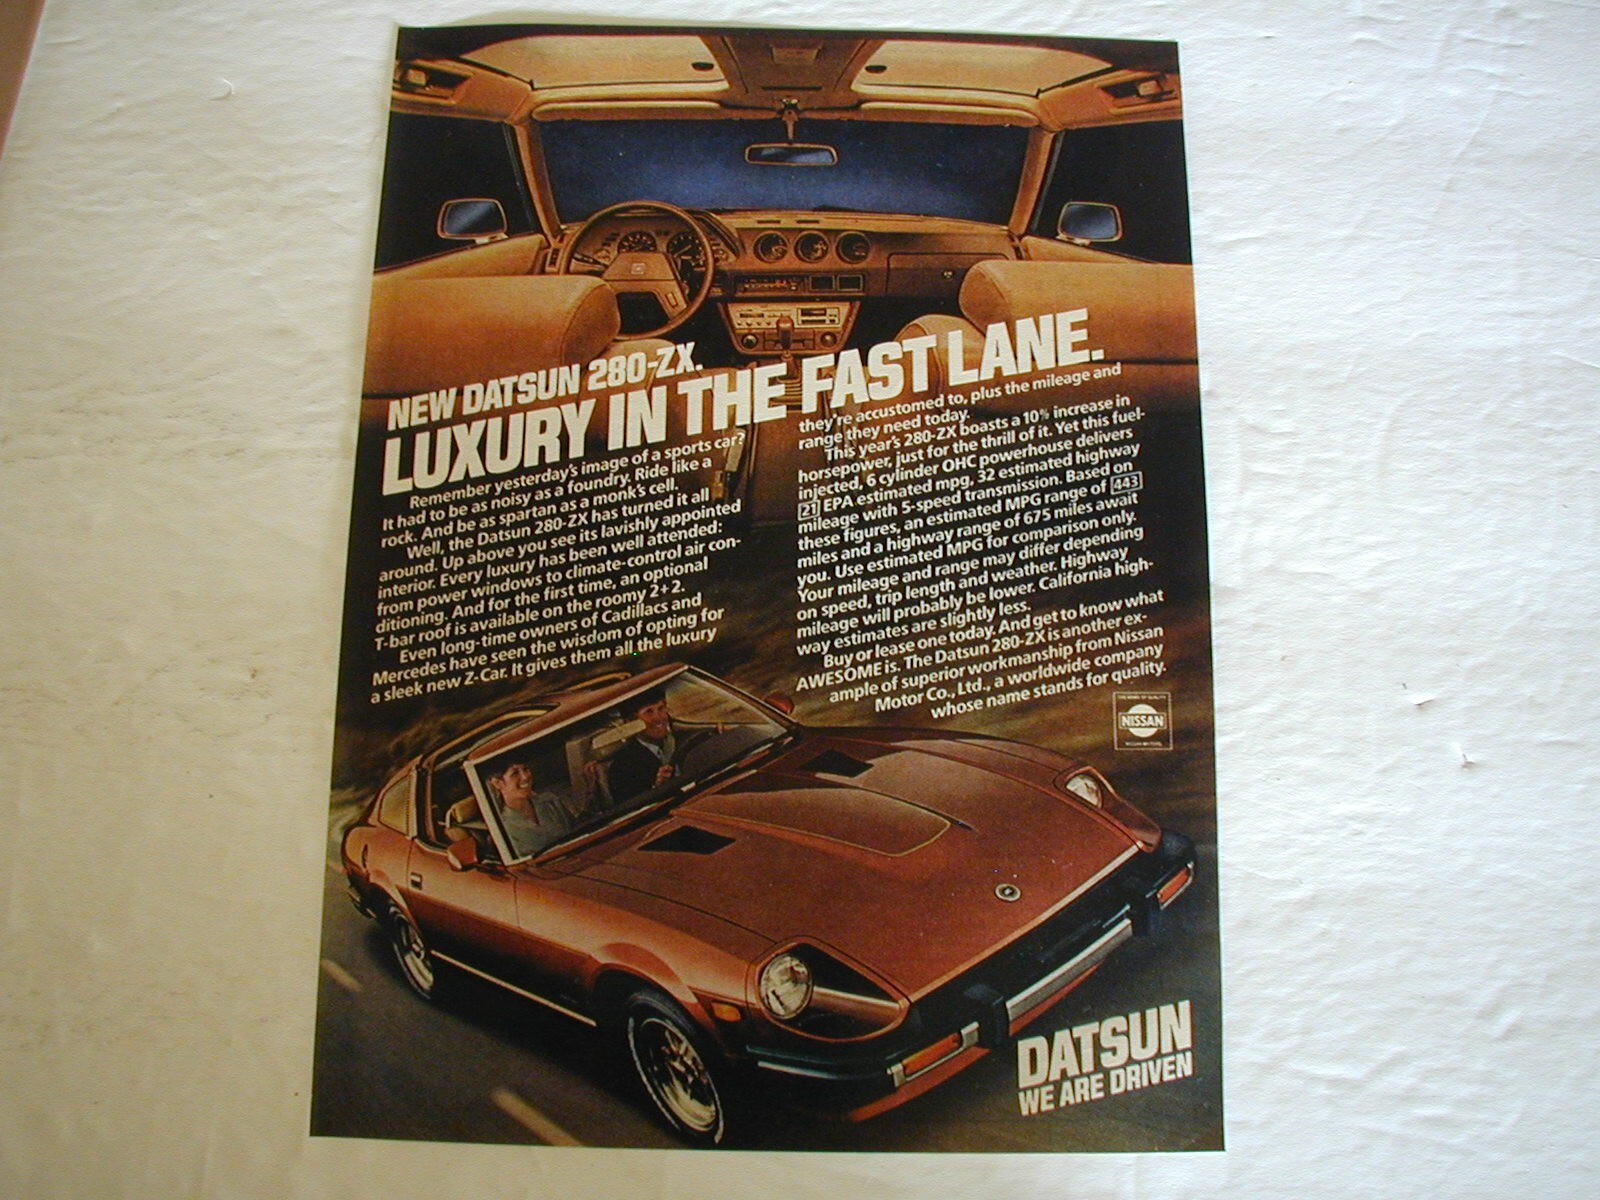 NEW DATSUN 280-ZX.
LUXURY IN THE FAST LANE.
Remember yesterday's image of a sports car?
It had to be as noisy as a foundry. Ride like a
rock. And be as spartan as a monk's cell.
Well, the Datsun 280-ZX has turned it all
around. Up above you see its lavishly appointed
interior. Every luxury has been well attended:
from power windows to climate-control air con-
ditioning. And for the first time, an optional
T-bar roof is available on the roomy 2+2.
Even long-time owners of Cadillacs and
Mercedes have seen the wisdom of opting for
a sleek new Z-Car. It gives them all the luxury
they're accustomed to, plus the mileage and
range they need today.
This year's 280-ZX boasts a 10% increase in
horsepower, just for the thrill of it. Yet this fuel-
injected, 6 cylinder OHC powerhouse delivers
21 EPA estimated mpg, 32 estimated highway
mileage with 5-speed transmission. Based on
these figures, an estimated MPG range of 443
miles and a highway range of 675 miles await
you. Use estimated MPG for comparison only.
Your mileage and range may differ depending
on speed, trip length and weather. Highway
mileage will probably be lower. California high-
way estimates are slightly less.
Buy or lease one today. And get to know what
AWESOME is. The Datsun 280-ZX is another ex-
ample of superior workmanship from Nissan
Motor Co., Ltd., a worldwide company
whose name stands for quality.
NISSAN
DATSUN
WE ARE DRIVEN